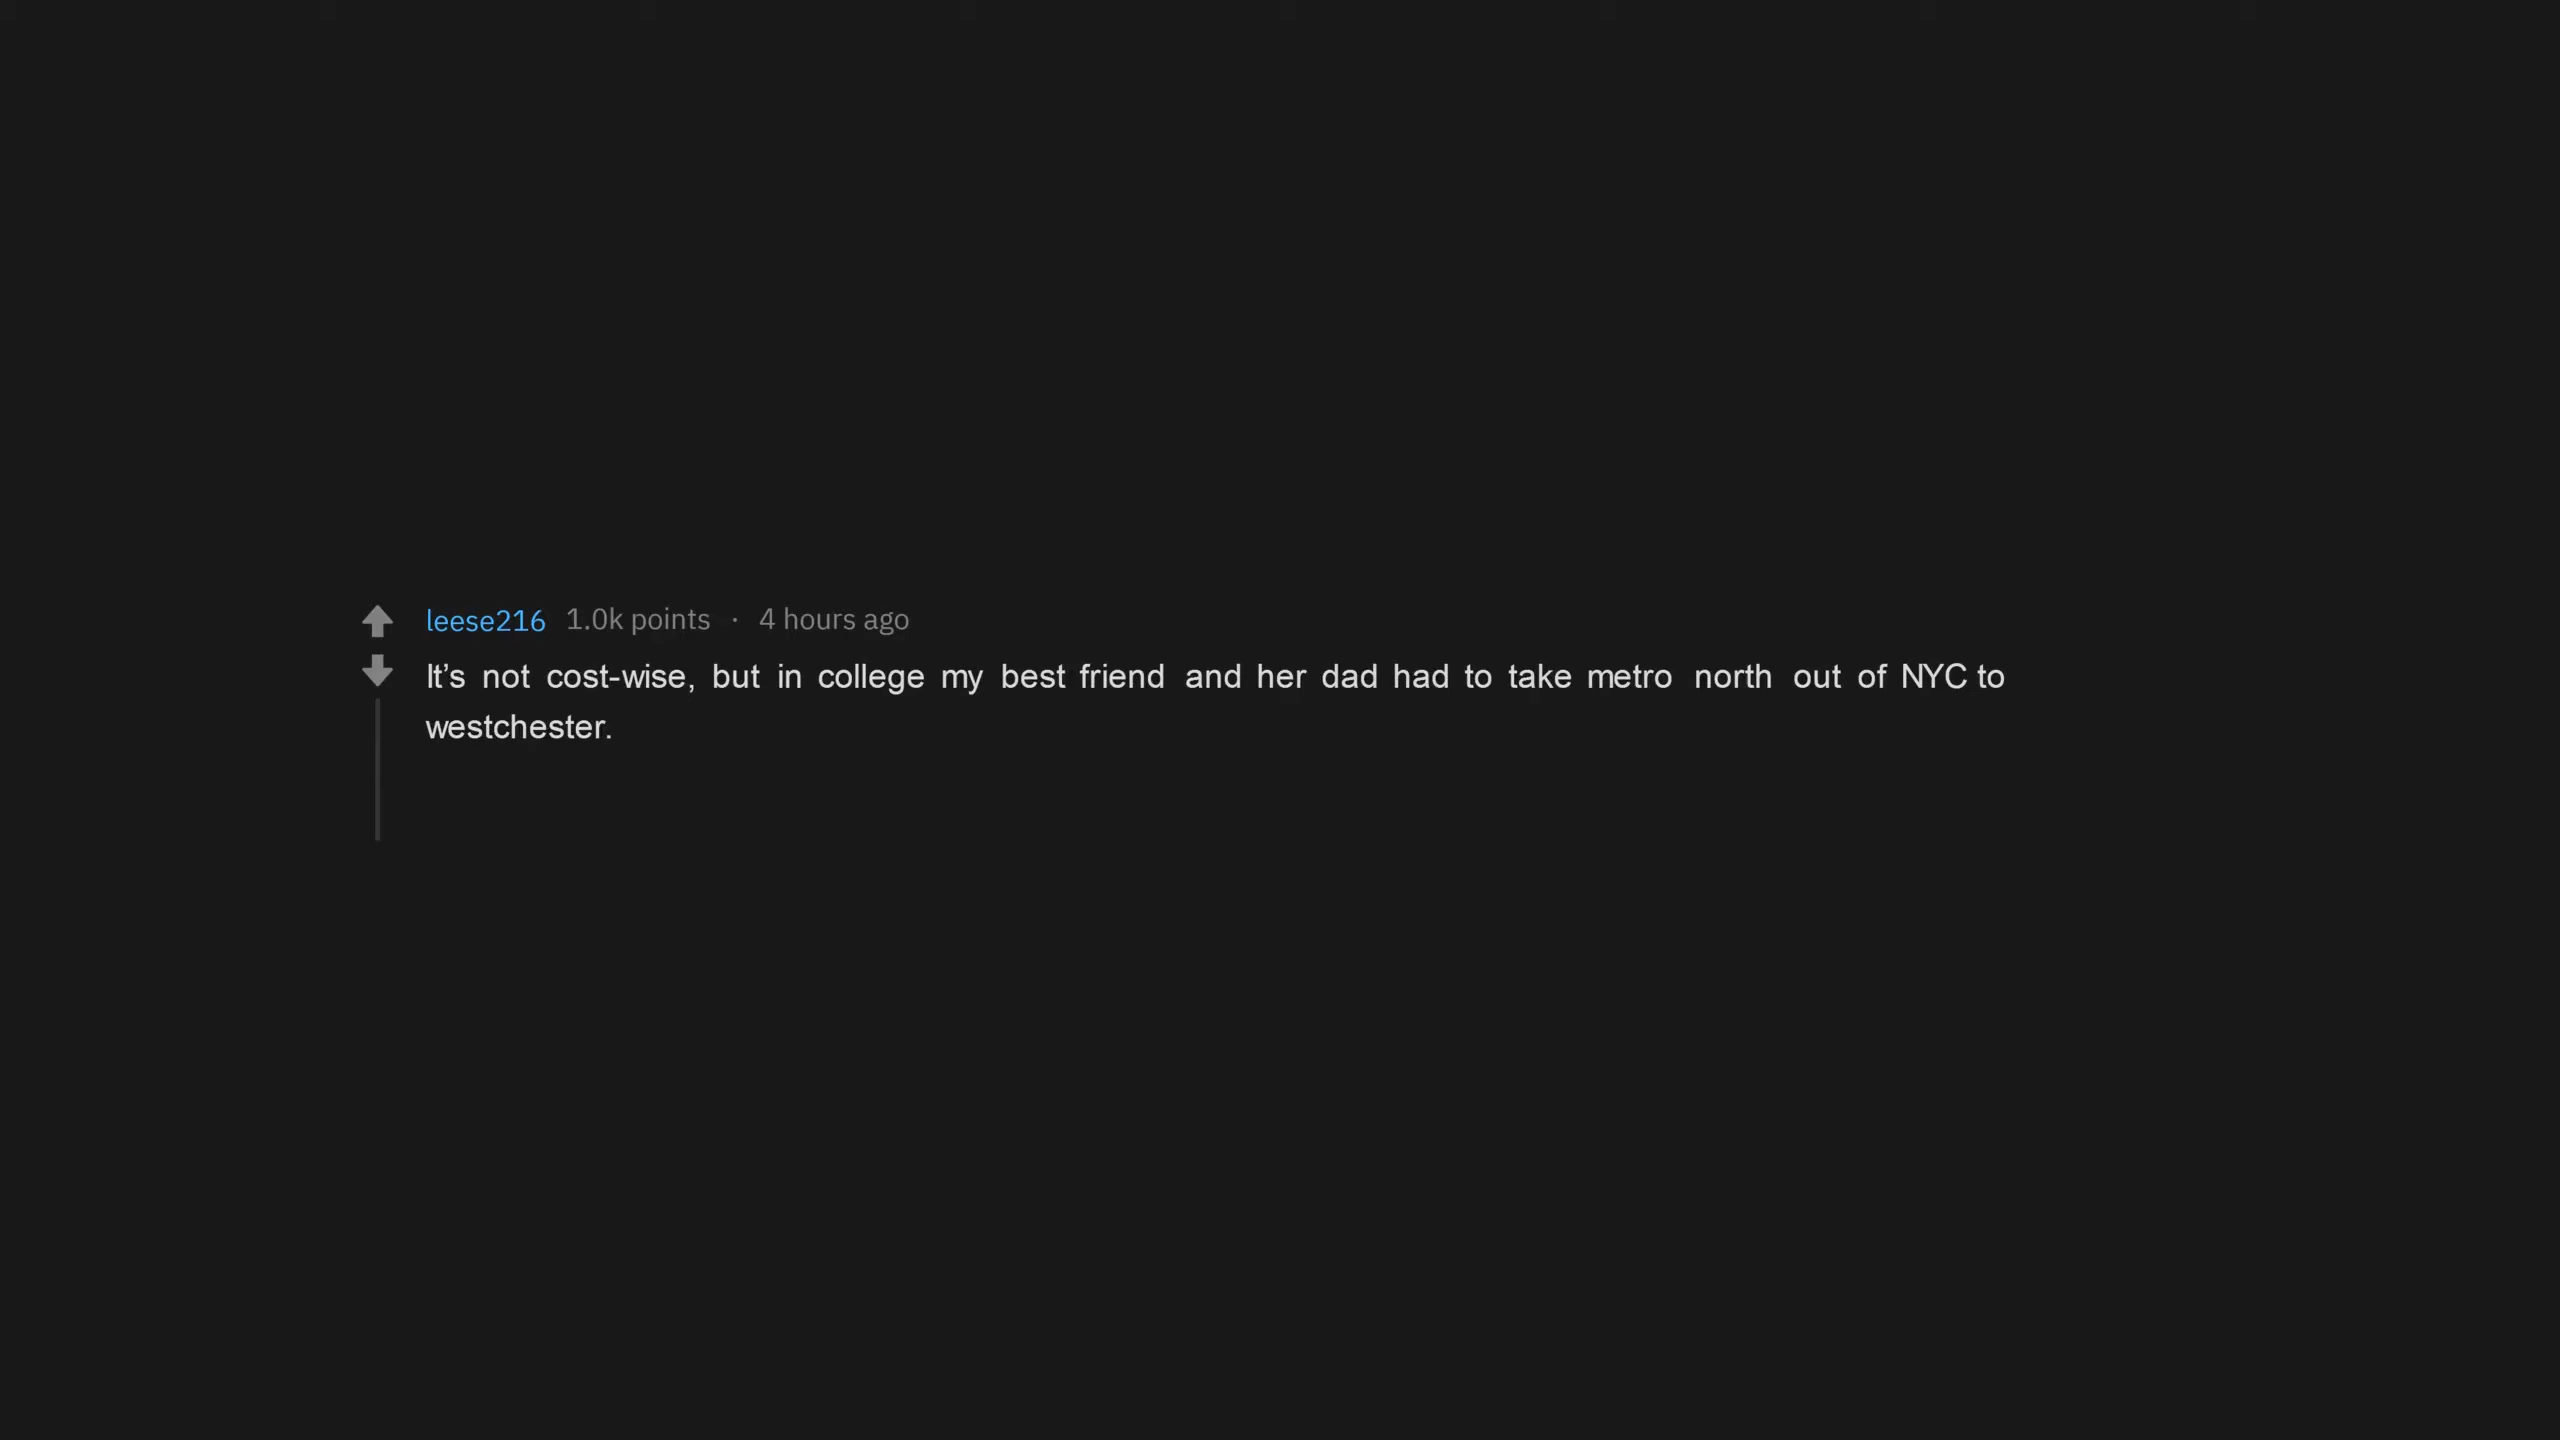 leese216 1.0k points · 4 hours ago
It’s not cost-wise, but in college my best friend and her dad had to take metro north out of NYC to
westchester.